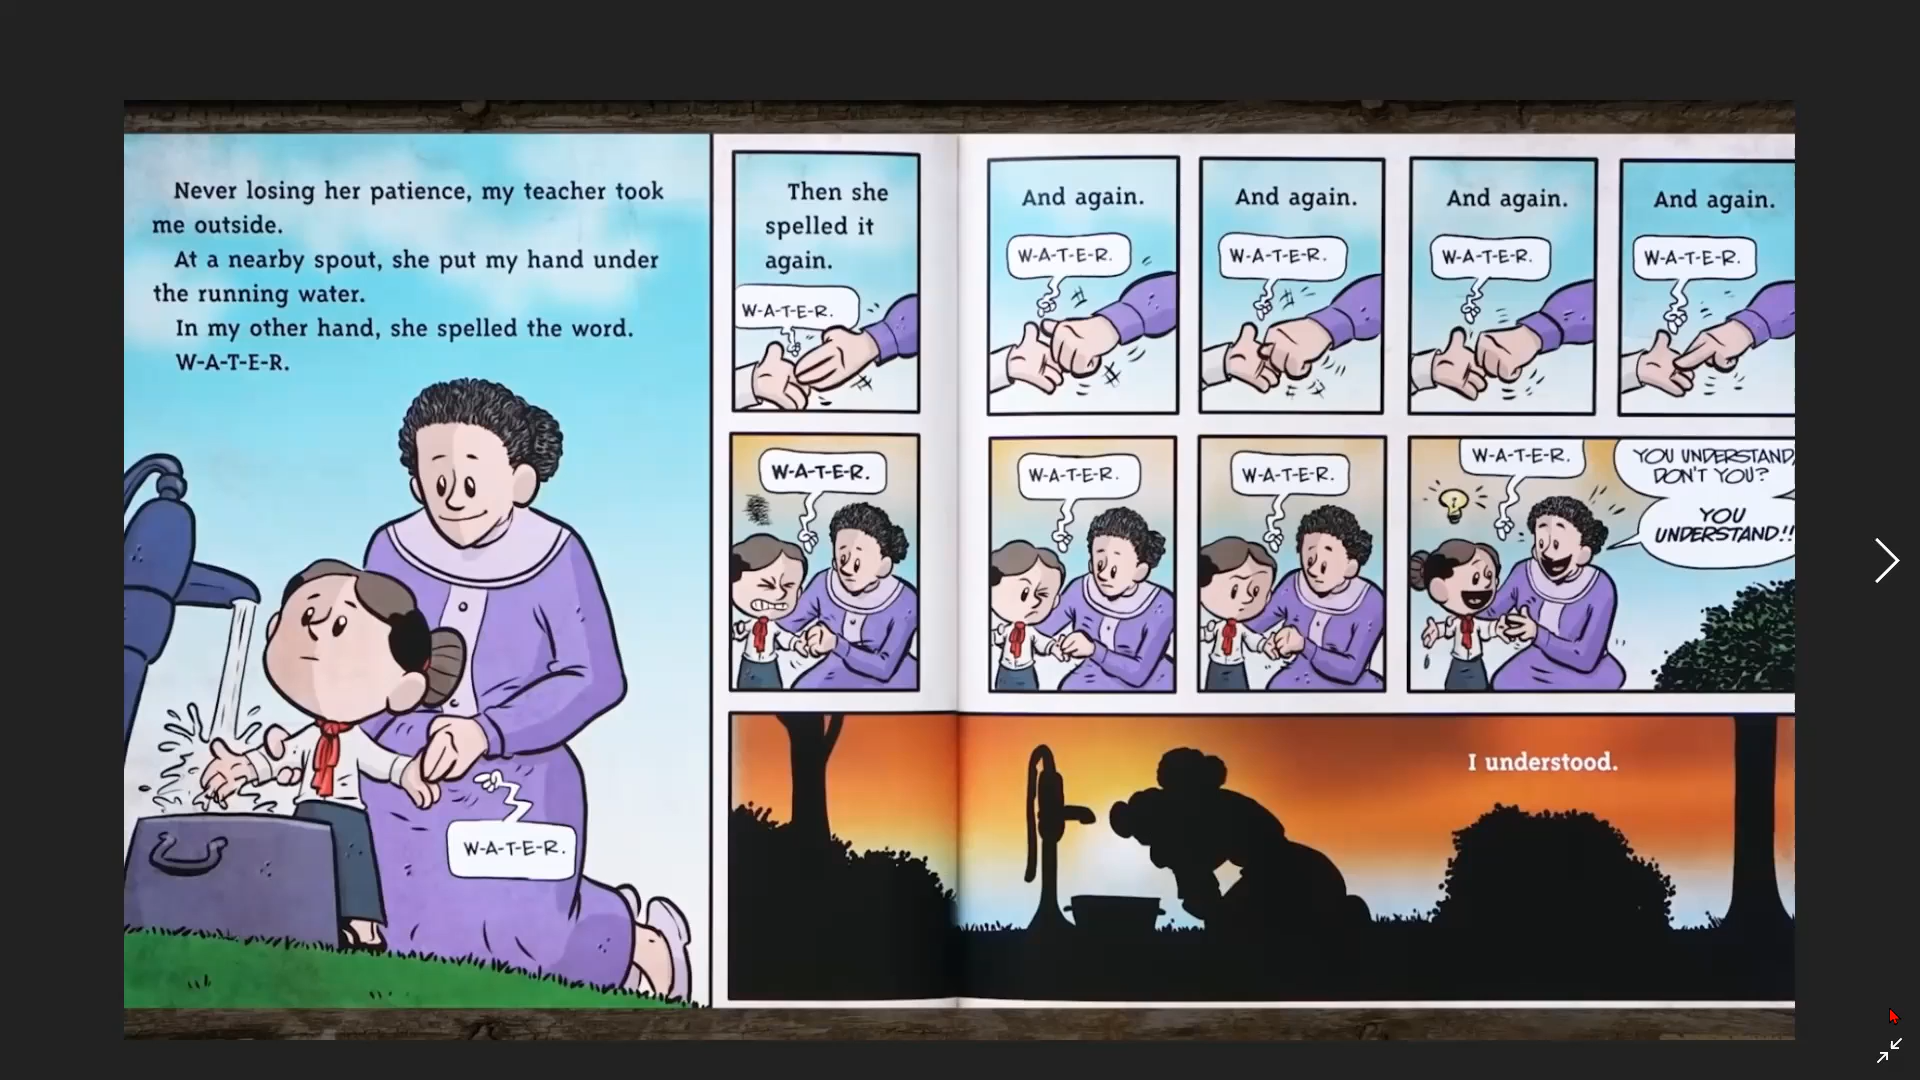 Never losing her patience, my teacher took
me outside.
At a nearby spout, she put my hand under
the running water.
In my other hand, she spelled the word.
W-A-T-E-R.
W-A-T-E-R.
Then she
spelled it
again.
W-A-T-E-R.
And again.
W-A-T-E-R.
And again.
W-A-T-E-R.
And again.
W-A-T-E-R.
And again.
W-A-T-E-R.
W-A-T-E-R.
W-A-T-E-R.
W-A-T-E-R.
W-A-T-E-R.
YOU UNDERSTAND,
DON'T YOU?
YOU
UNDERSTAND!!
I understood.